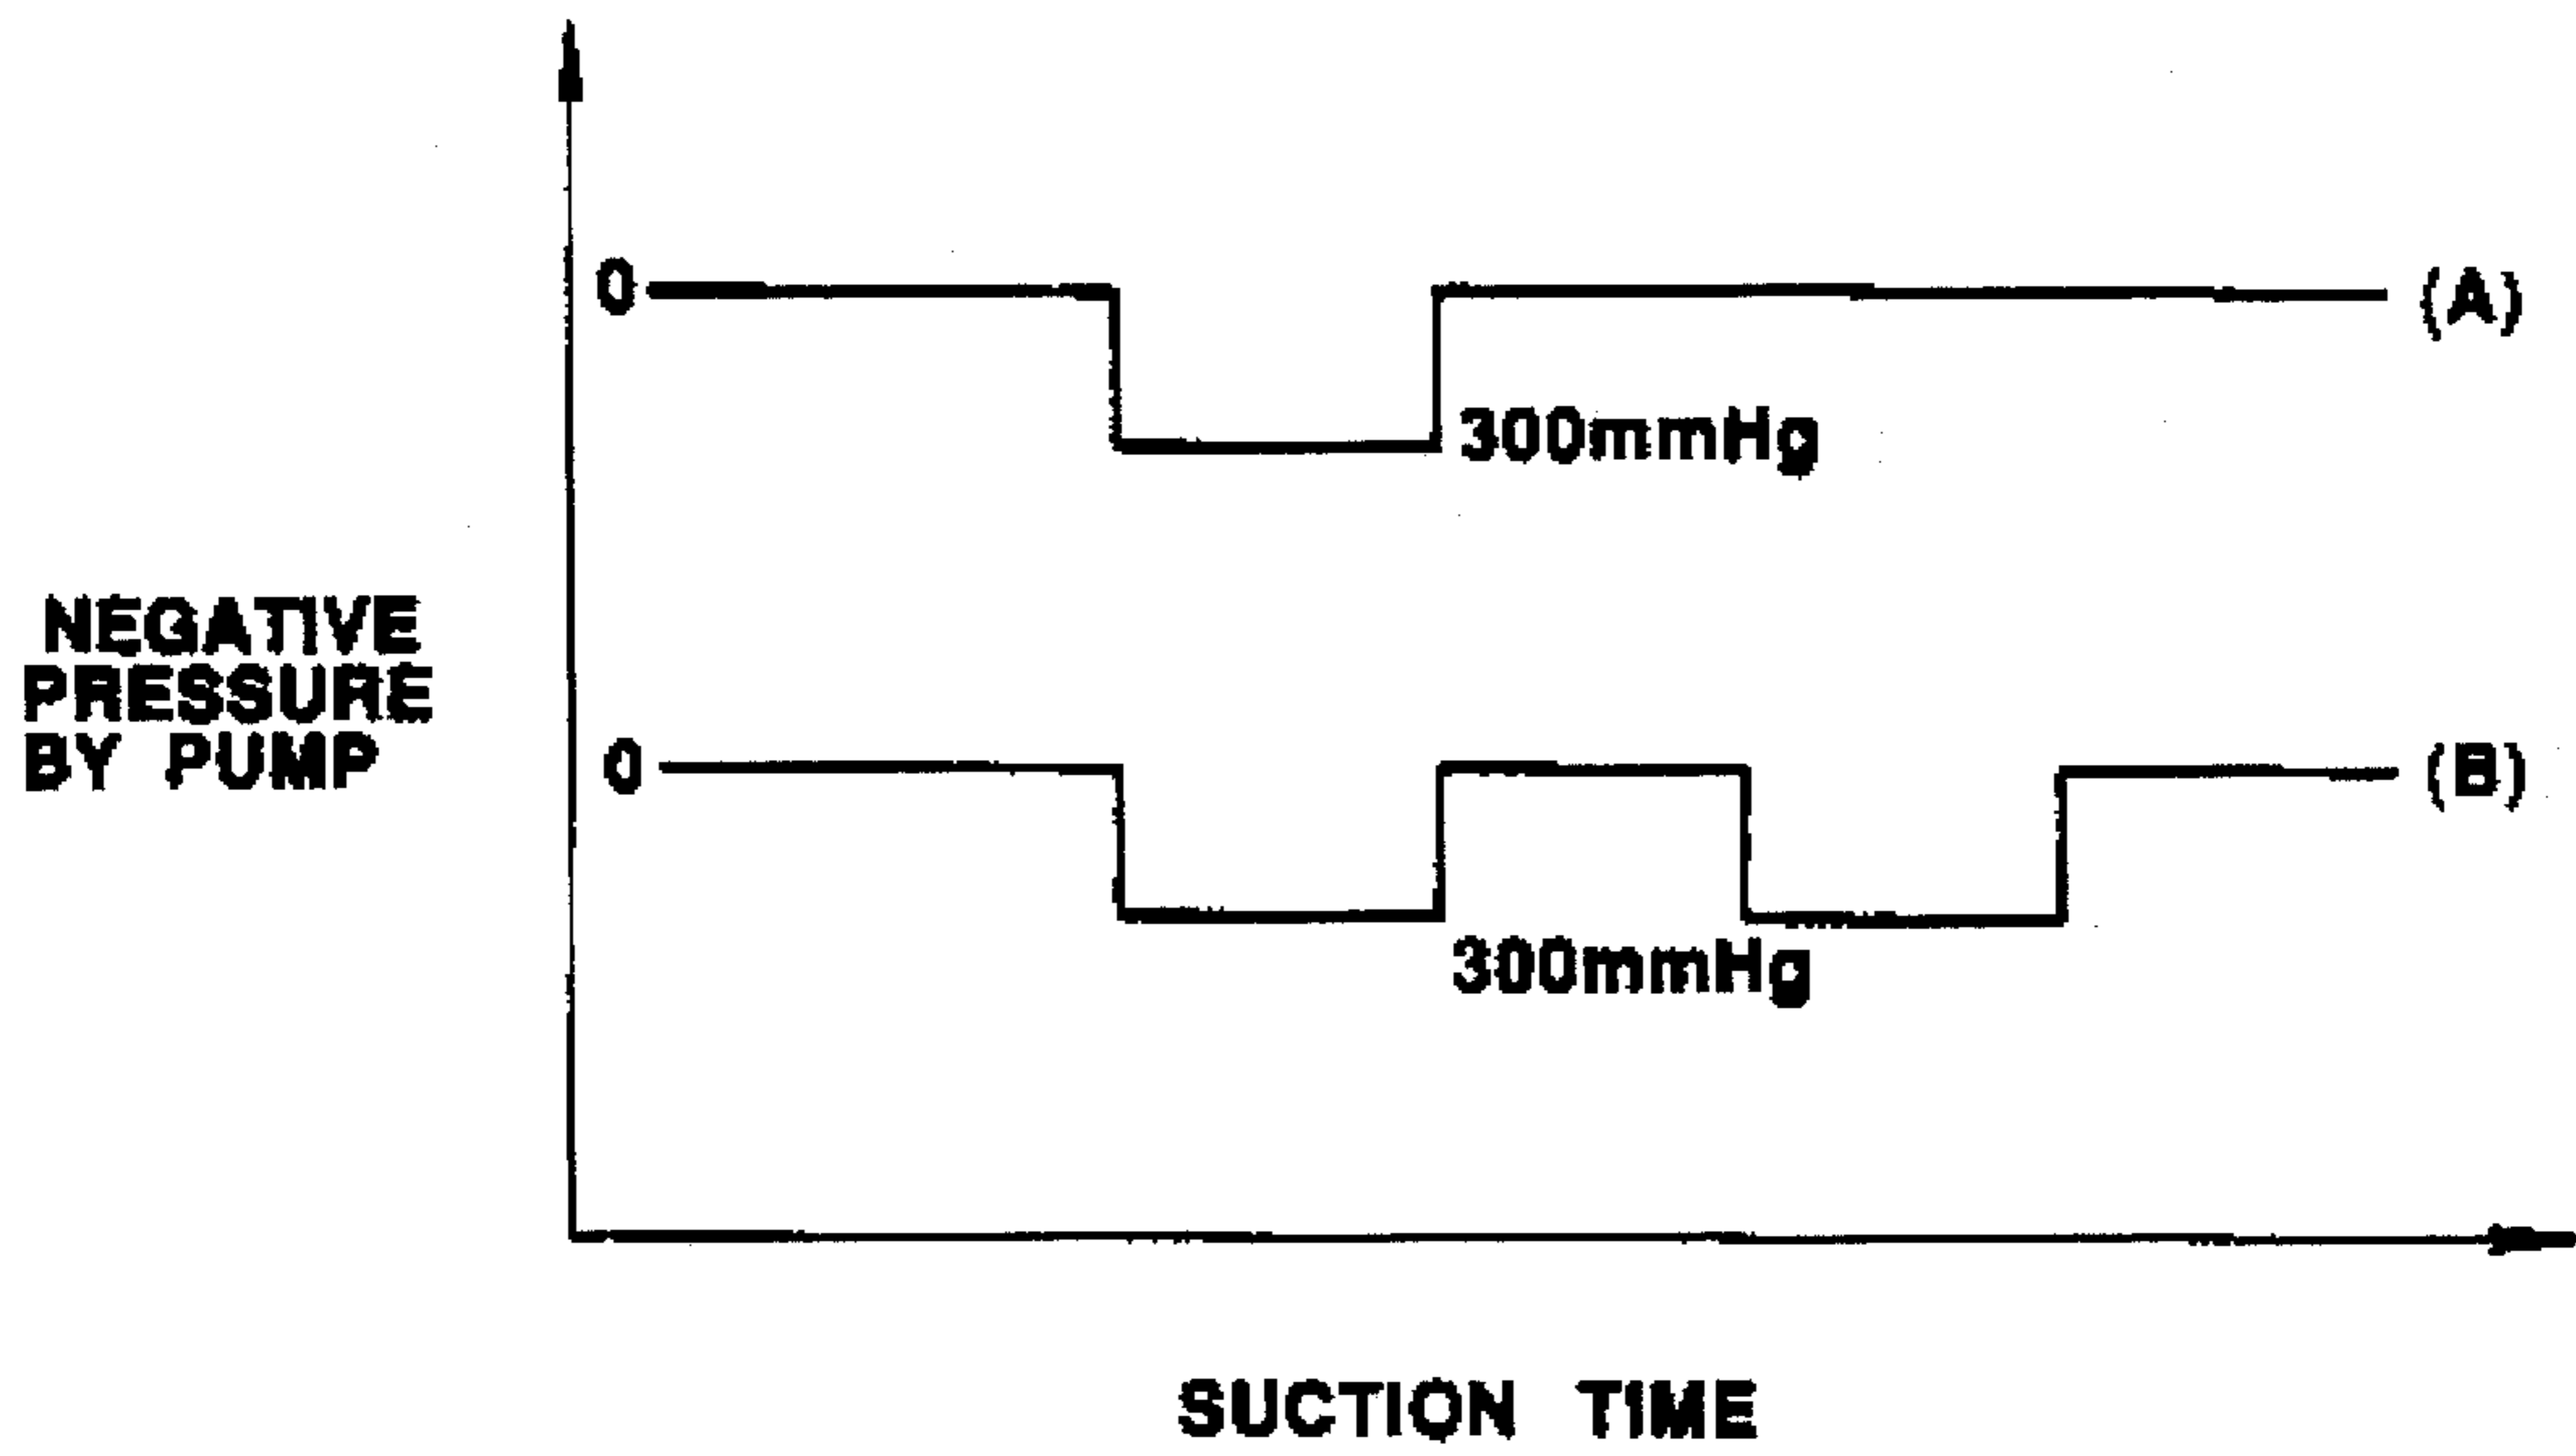 0
(A)
300mmHg
NEGATIVE
PRESSURE
BY PUMP
0
(B)
300mmHg
SUCTION TIME